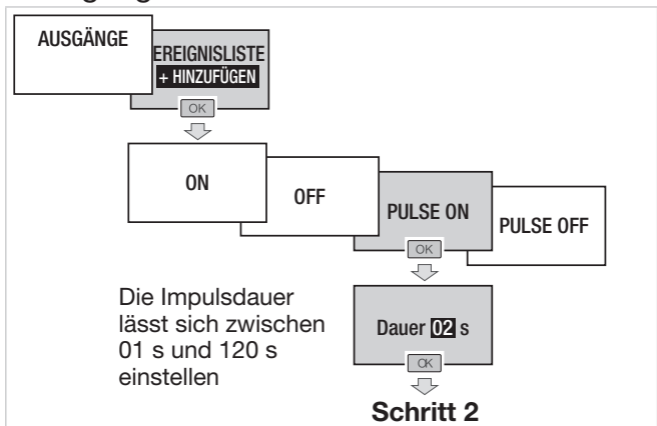 AUSGÄNGE
EREIGNISLISTE
+ HINZUFÜGEN
OK
ON
OFF
PULSE ON
PULSE OFF
OK
Die Impulsdauer
lässt sich zwischen
01 s und 120 s
einstellen
Dauer 02 s
OK
Schritt 2